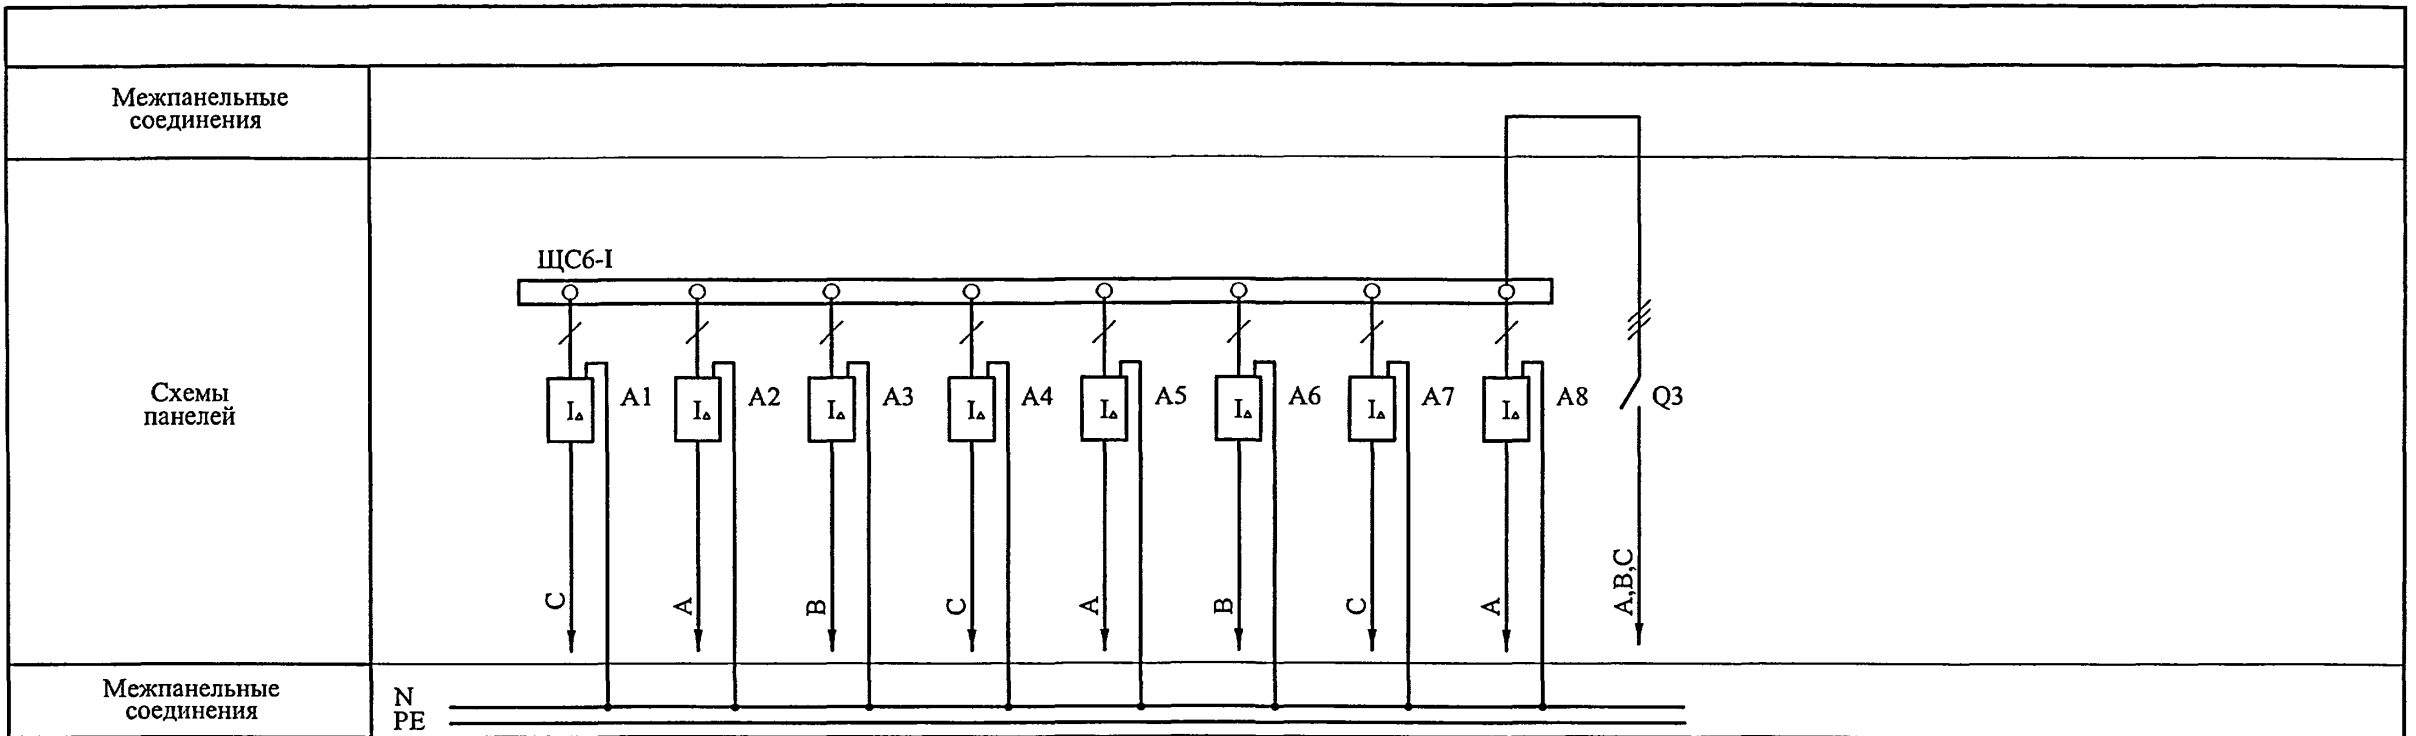 Межпанельные
соединения
ЩС6-I
Схемы
панелей
I△ A1
I△ A2
I△ A3
I△ A4
I△ A5
I△ A6
I△ A7
I△ A8
Q3
C
A
B
C
A
B
C
A
A,B,C
Межпанельные
соединения
N
PE